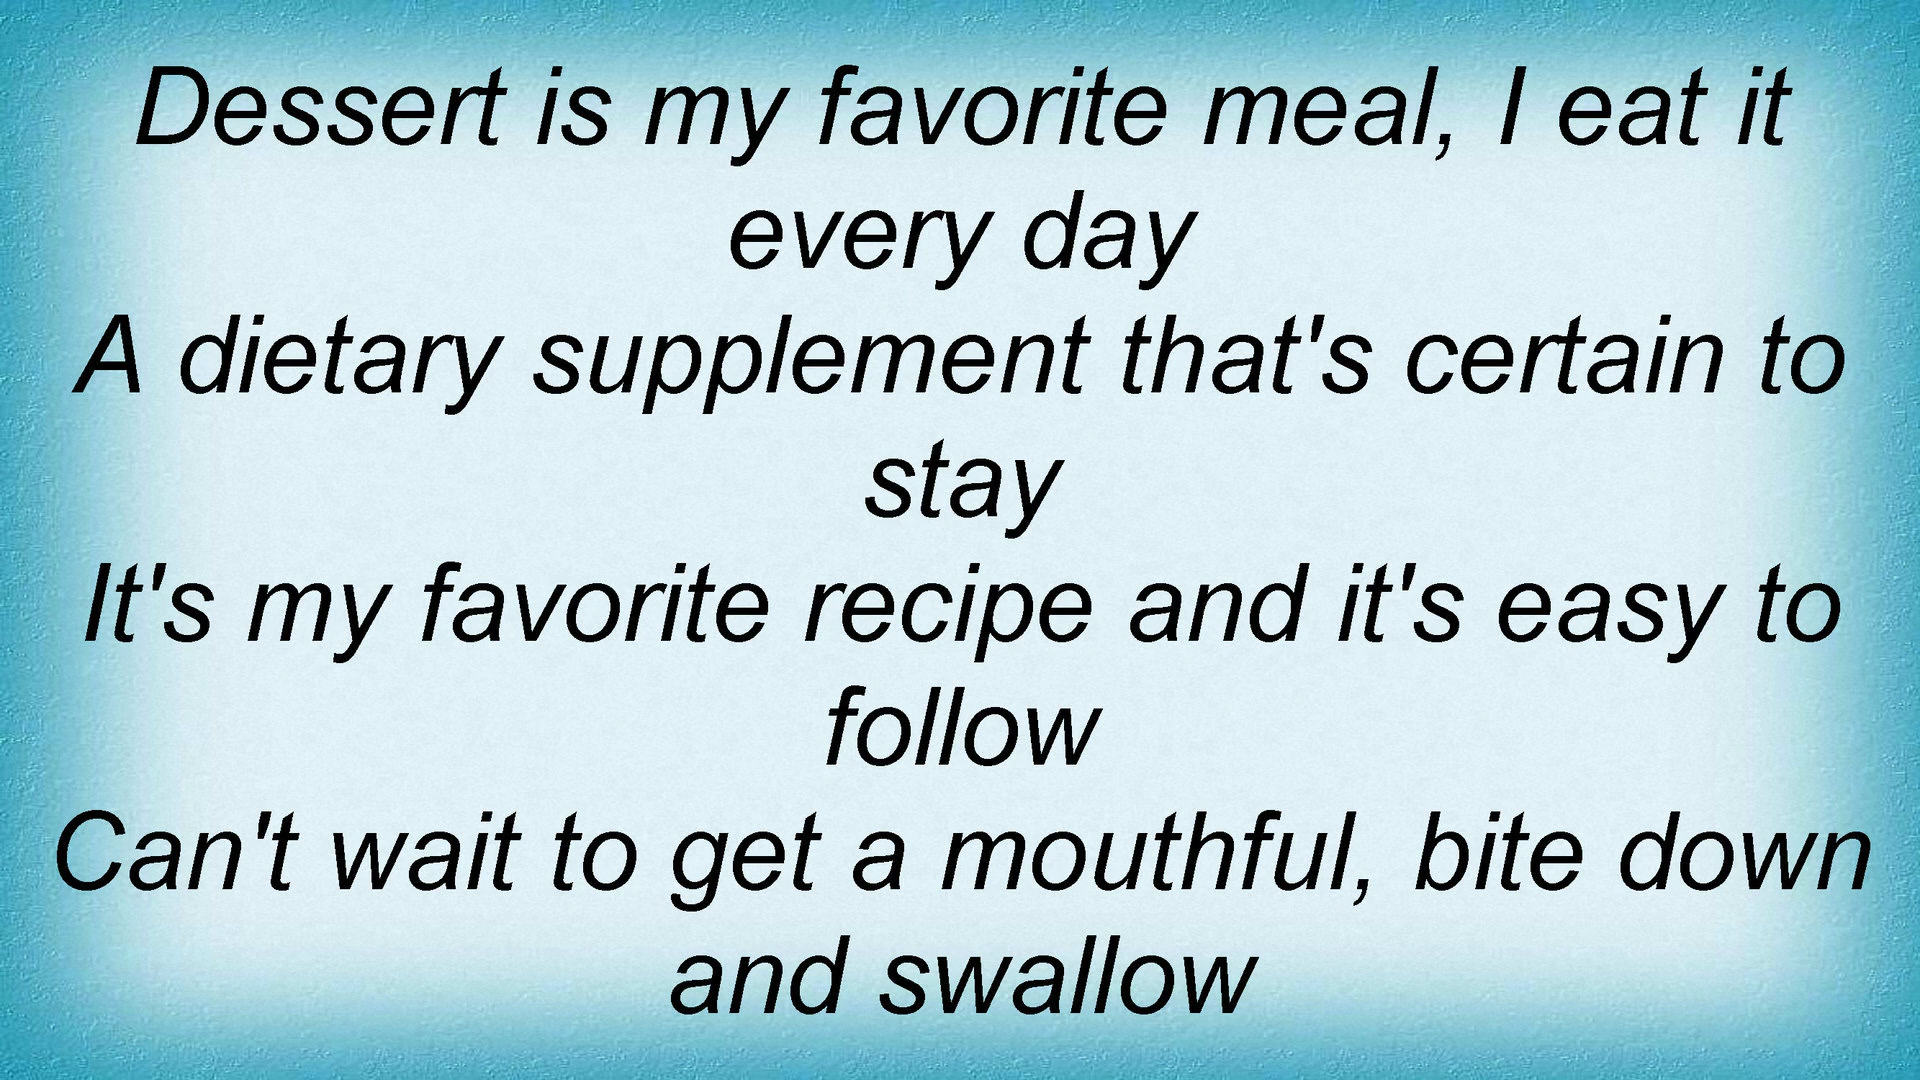 Dessert is my favorite meal, I eat it
every day
A dietary supplement that's certain to
stay
It's my favorite recipe and it's easy to
follow
Can't wait to get a mouthful, bite down
and swallow